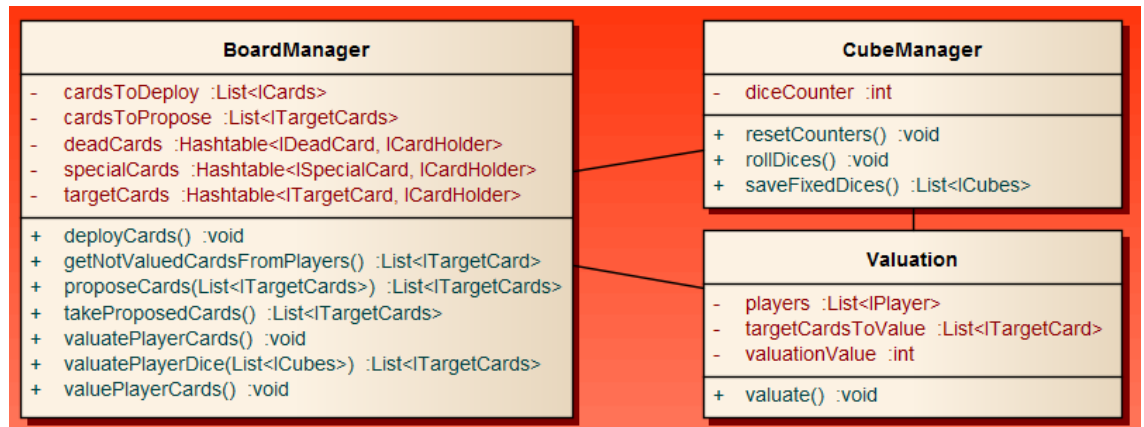 BoardManager
- cardsToDeploy :List<ICards>
- cardsToPropose :List<ITargetCards>
- deadCards :Hashtable<IDeadCard, ICardHolder>
- specialCards :Hashtable<ISpecialCard, ICardHolder>
- targetCards :Hashtable<ITargetCard, ICardHolder>
+ deployCards() :void
+ getNotValuedCardsFromPlayers() :List<ITargetCard>
+ proposeCards(List<ITargetCards>) :List<ITargetCards>
+ takeProposedCards() :List<ITargetCards>
+ valuatePlayerCards() :void
+ valuatePlayerDice(List<ICubes>) :List<ITargetCards>
+ valuePlayerCards() :void
CubeManager
- diceCounter :int
+ resetCounters() :void
+ rollDices() :void
+ saveFixedDices() :List<ICubes>
Valuation
- players :List<IPlayer>
- targetCardsToValue :List<ITargetCard>
- valuationValue :int
+ valuate() :void